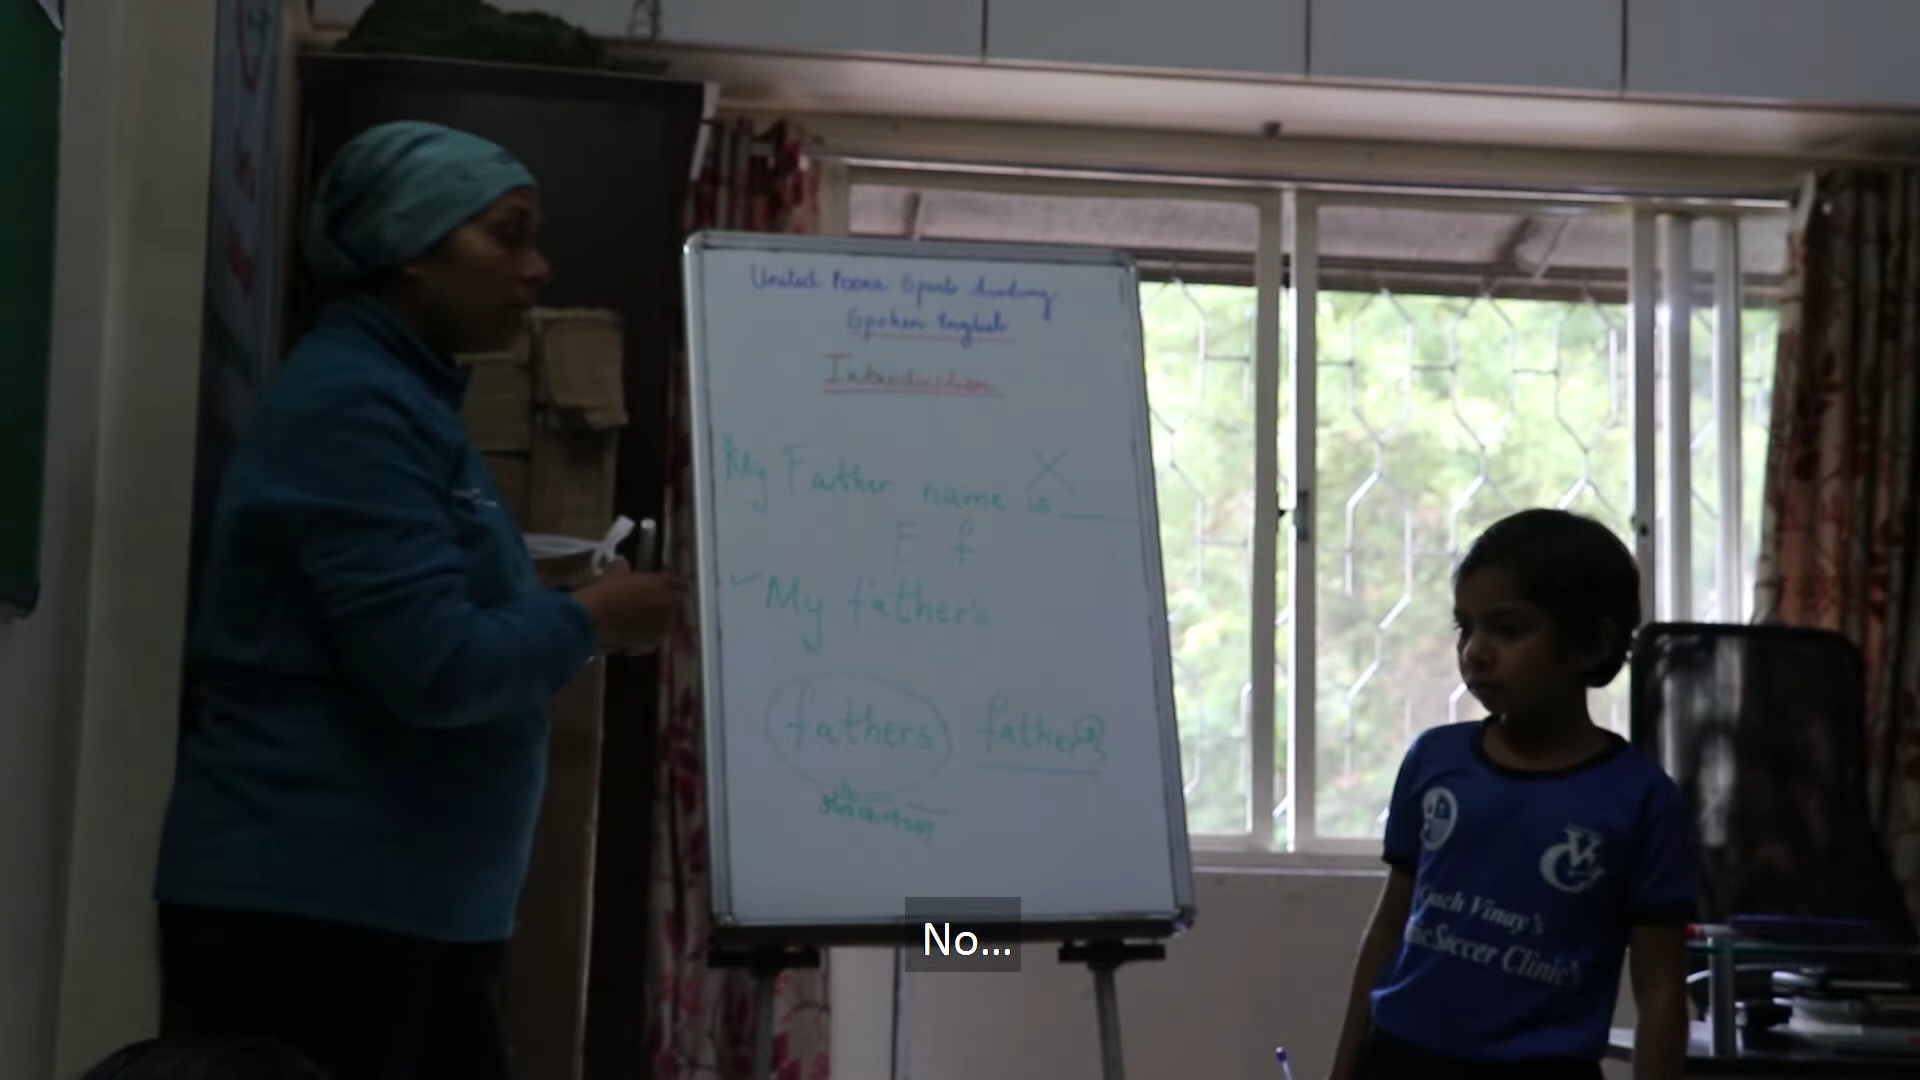 United Poona Sports Academy
Spoken English
Introduction
X My Father name is ____ X
F f
✓ My father's
fathers father's
Coach Vinay's
Soccer Clinic's
No...